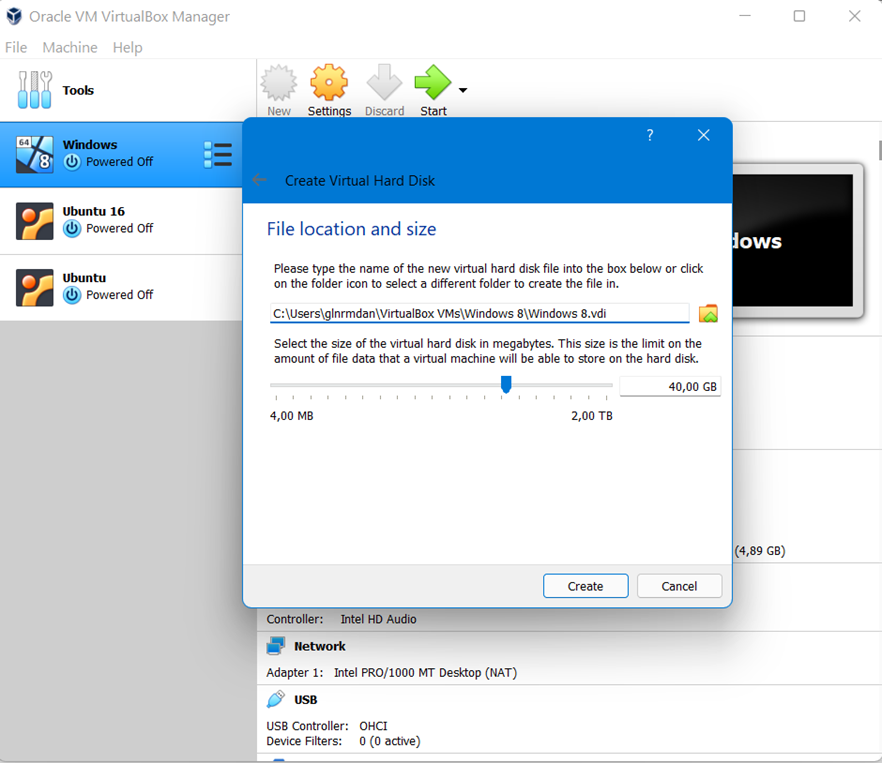 Oracle VM VirtualBox Manager
File Machine Help
Tools
New Settings Discard Start
64
8
Windows
Powered Off
Ubuntu 16
Powered Off
Ubuntu
Powered Off
?
Create Virtual Hard Disk
File location and size
Please type the name of the new virtual hard disk file into the box below or click
on the folder icon to select a different folder to create the file in.
C:\Users\glnrmdan\VirtualBox VMs\Windows 8\Windows 8.vdi
Select the size of the virtual hard disk in megabytes. This size is the limit on the
amount of file data that a virtual machine will be able to store on the hard disk.
40,00 GB
4,00 MB 2,00 TB
Create Cancel
dows
(4,89 GB)
Controller: Intel HD Audio
Network
Adapter 1: Intel PRO/1000 MT Desktop (NAT)
USB
USB Controller: OHCI
Device Filters: 0 (0 active)